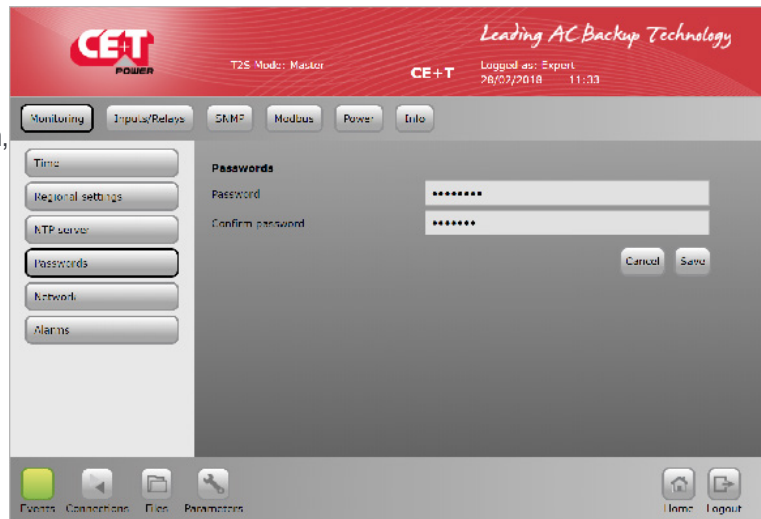 ,
CE+T
POWER
Leading AC Backup Technology
T2S Mode: Master
CE+T
Logged as: Expert
28/02/2018 11:33
Monitoring
Inputs/Relays
SNMP
Modbus
Power
Info
Time
Regional settings
NTP server
Passwords
Network
Alarms
Passwords
Password
••••••••
Confirm password
•••••••
Cancel
Save
Events
Connections
Files
Parameters
Home
Logout